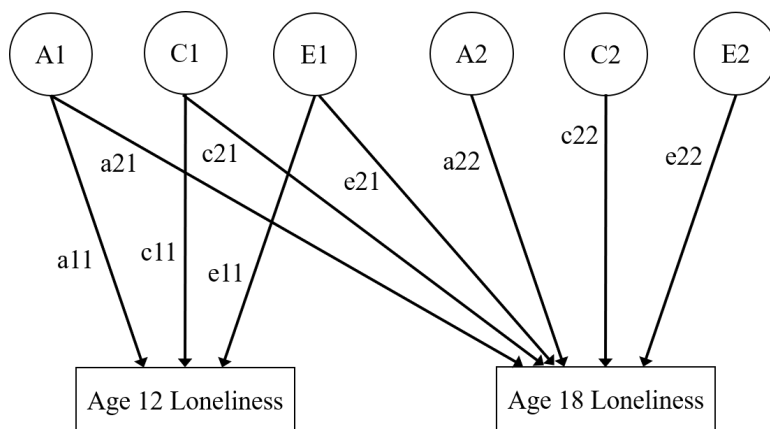 A1
C1
E1
A2
C2
E2
a21
c21
e21
a22
c22
e22
a11
c11
e11
Age 12 Loneliness
Age 18 Loneliness